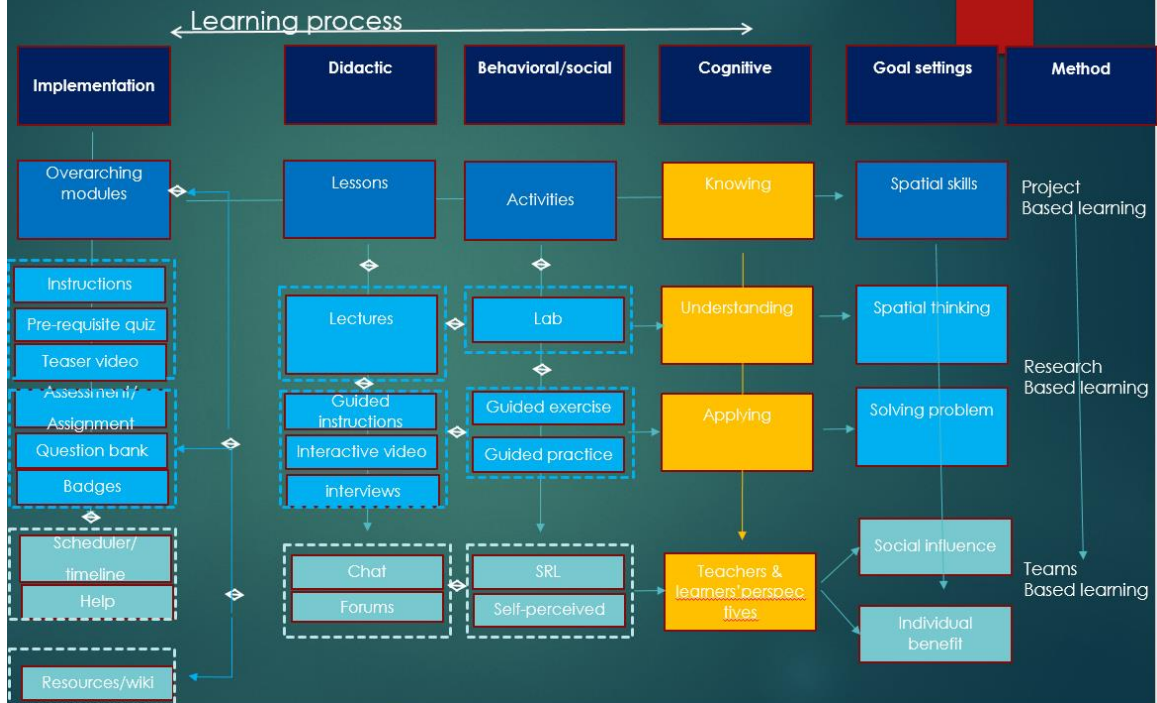 Learning process
Implementation
Didactic
Behavioral/social
Cognitive
Goal settings
Method
Overarching
modules
Lessons
Activities
Knowing
Spatial skills
Project
Based learning
Instructions
Pre-requisite quiz
Teaser video
Lectures
Lab
Understanding
Spatial thinking
Research
Based learning
Assessment/
Assignment
Question bank
Badges
Guided
instructions
Interactive video
interviews
Guided exercise
Guided practice
Applying
Solving problem
Scheduler/
timeline
Help
Chat
Forums
SRL
Self-perceived
Teachers &
learners'perspec
tives
Social influence
Individual
benefit
Teams
Based learning
Resources/wiki